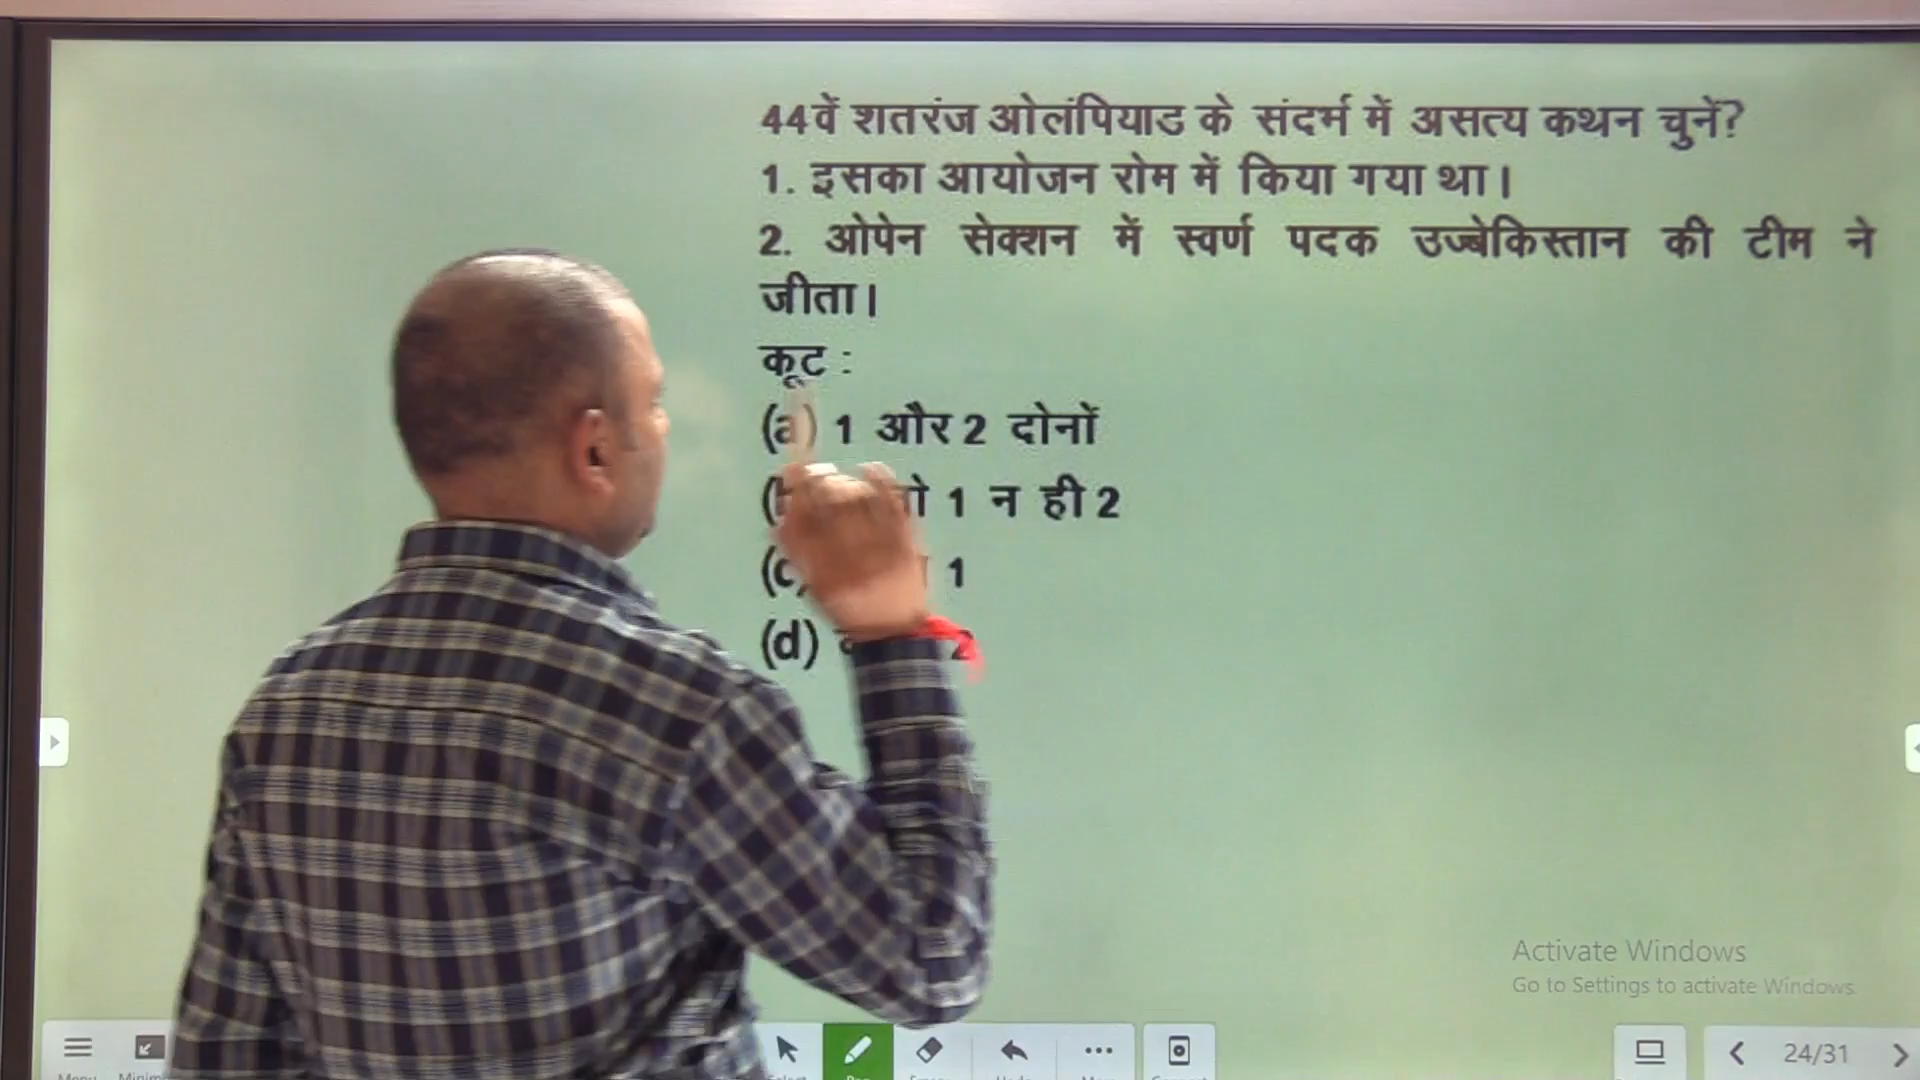 44वें शतरंज ओलंपियाड के संदर्भ में असत्य कथन चुनें?
1. इसका आयोजन रोम में किया गया था।
2. ओपेन सेक्शन में स्वर्ण पदक उज्बेकिस्तान की टीम ने
जीता।
कूट :
(a) 1 और 2 दोनों
1 न ही 2
1
(d) 2
Activate Windows
Go to Settings to activate Windows.
24/31